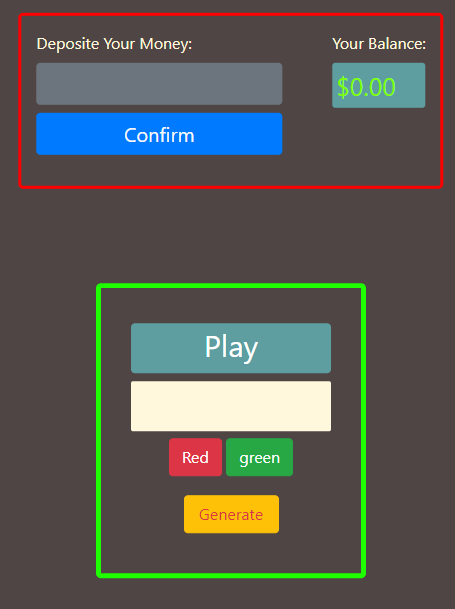 Deposite Your Money:
Your Balance:
$0.00
Confirm
Play
Red
green
Generate